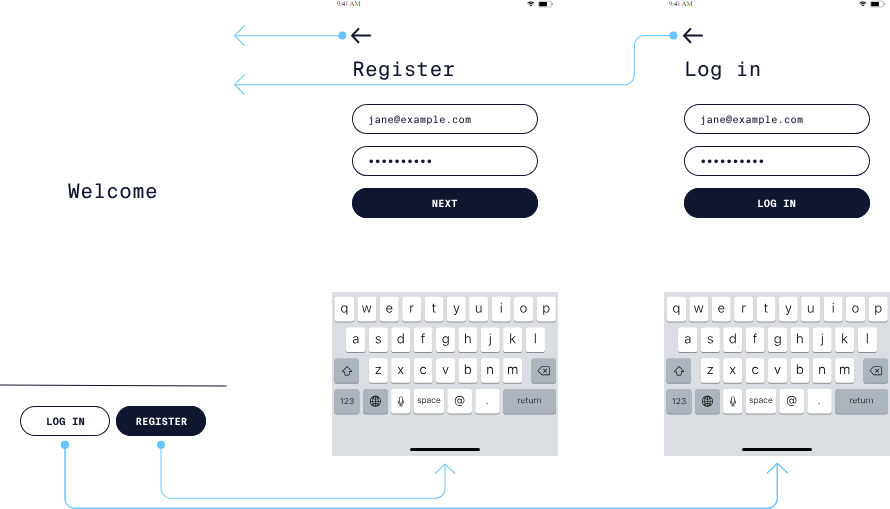 Welcome
LOG IN
REGISTER
9:41 AM
Register
jane@example.com
••••••••••
NEXT
q w e r t y u i o p
a s d f g h j k l
z x c v b n m
123 space @ . return
9:41 AM
Log in
jane@example.com
••••••••••
LOG IN
q w e r t y u i o p
a s d f g h j k l
z x c v b n m
123 space @ . return